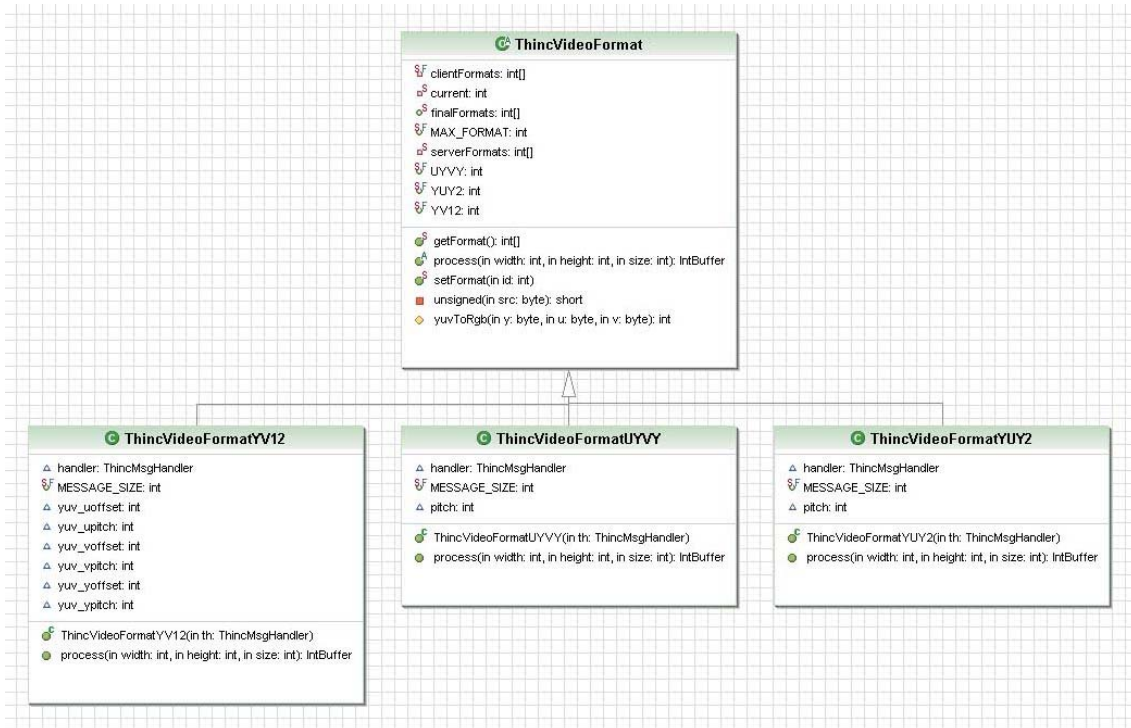 ThincVideoFormat
clientFormats: int[]
current: int
finalFormats: int[]
MAX_FORMAT: int
serverFormats: int[]
UYVY: int
YUY2: int
YV12: int
getFormat(): int[]
process(in width: int, in height: int, in size: int): IntBuffer
setFormat(in id: int)
unsigned(in src: byte): short
yuvToRgb(in y: byte, in u: byte, in v: byte): int
ThincVideoFormatYV12
handler: ThincMsgHandler
MESSAGE_SIZE: int
yuv_uoffset: int
yuv_upitch: int
yuv_voffset: int
yuv_vpitch: int
yuv_yoffset: int
yuv_ypitch: int
ThincVideoFormatYV12(in th: ThincMsgHandler)
process(in width: int, in height: int, in size: int): IntBuffer
ThincVideoFormatUYVY
handler: ThincMsgHandler
MESSAGE_SIZE: int
pitch: int
ThincVideoFormatUYVY(in th: ThincMsgHandler)
process(in width: int, in height: int, in size: int): IntBuffer
ThincVideoFormatYUY2
handler: ThincMsgHandler
MESSAGE_SIZE: int
pitch: int
ThincVideoFormatYUY2(in th: ThincMsgHandler)
process(in width: int, in height: int, in size: int): IntBuffer